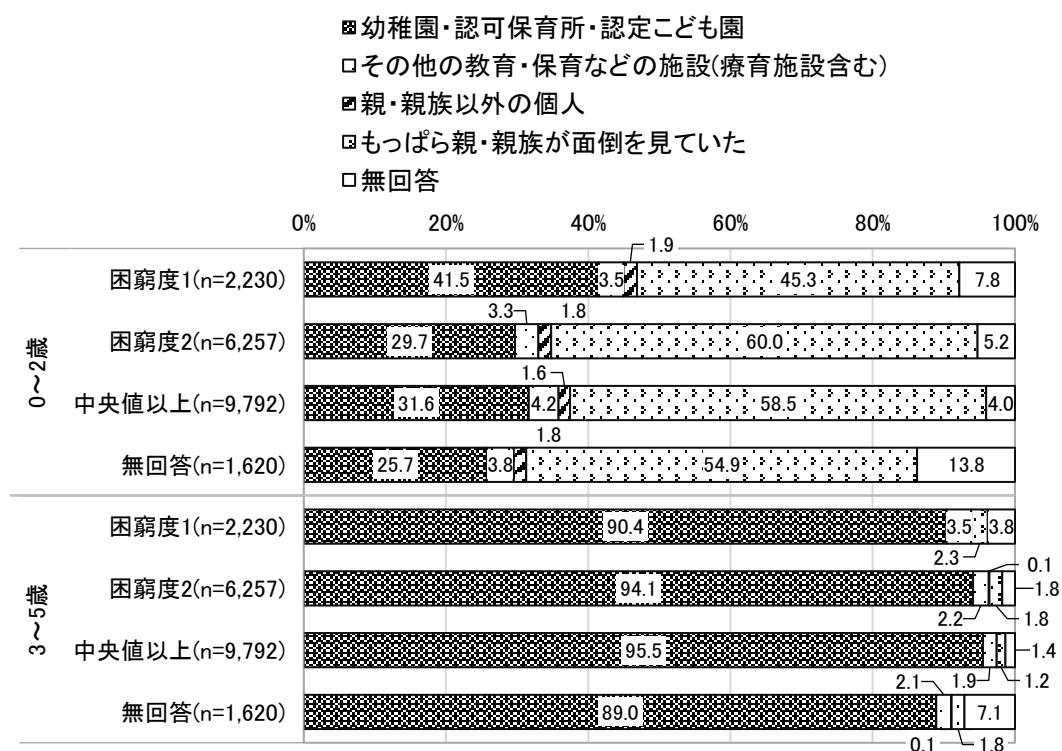 幼稚園・認可保育所・認定こども園
その他の教育・保育などの施設(療育施設含む)
親・親族以外の個人
もっぱら親・親族が面倒を見ていた
無回答
0% 20% 40% 60% 80% 100%
0～2歳
1.9
困窮度1(n=2,230) 41.5 3.5 45.3 7.8
3.3 1.8
困窮度2(n=6,257) 29.7 60.0 5.2
1.6
中央値以上(n=9,792) 31.6 4.2 58.5 4.0
1.8
無回答(n=1,620) 25.7 3.8 54.9 13.8
3～5歳
困窮度1(n=2,230) 90.4 3.5 3.8
2.3 0.1
困窮度2(n=6,257) 94.1 1.8
2.2 1.8
中央値以上(n=9,792) 95.5 1.4
2.1 1.9 1.2
無回答(n=1,620) 89.0 7.1
0.1 1.8